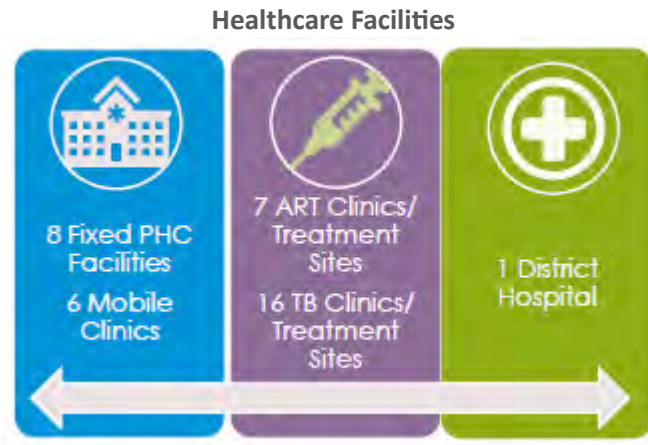 Healthcare Facilities
8 Fixed PHC
Facilities
6 Mobile
Clinics
7 ART Clinics/
Treatment
Sites
16 TB Clinics/
Treatment
Sites
1 District
Hospital